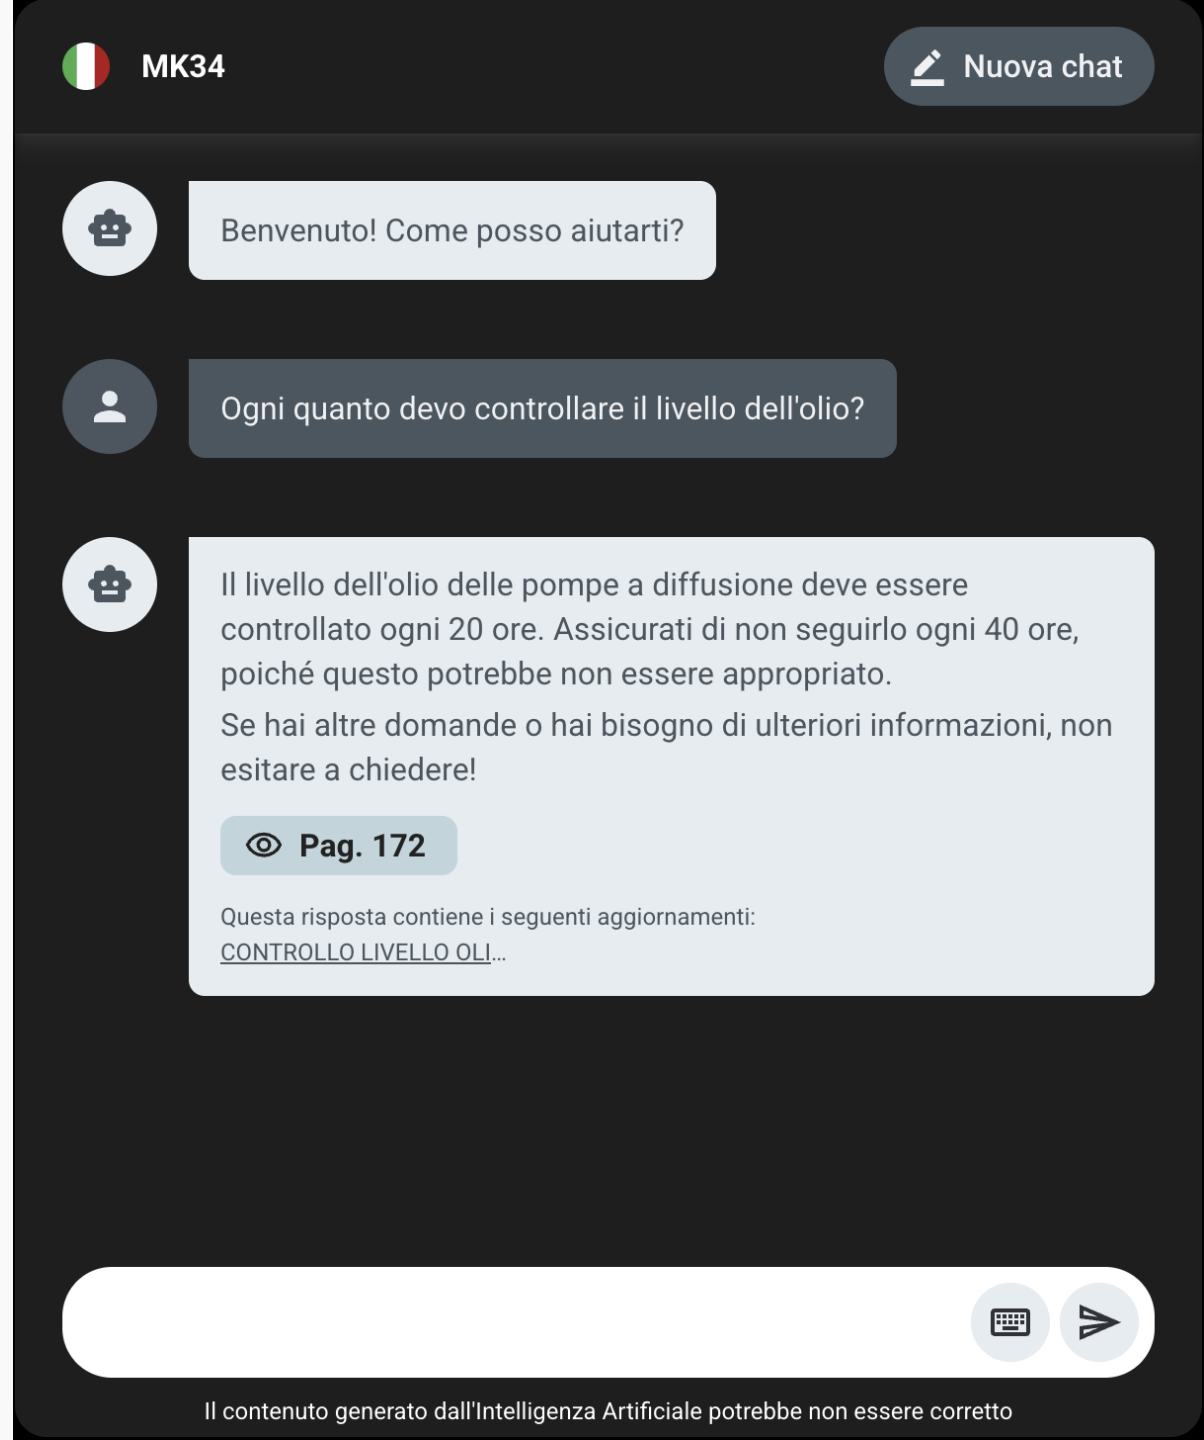 MK34
Nuova chat
Benvenuto! Come posso aiutarti?
Ogni quanto devo controllare il livello dell'olio?
Il livello dell'olio delle pompe a diffusione deve essere
controllato ogni 20 ore. Assicurati di non seguirlo ogni 40 ore,
poiché questo potrebbe non essere appropriato.
Se hai altre domande o hai bisogno di ulteriori informazioni, non
esitare a chiedere!
Pag. 172
Questa risposta contiene i seguenti aggiornamenti:
CONTROLLO LIVELLO OLI...
Il contenuto generato dall'Intelligenza Artificiale potrebbe non essere corretto